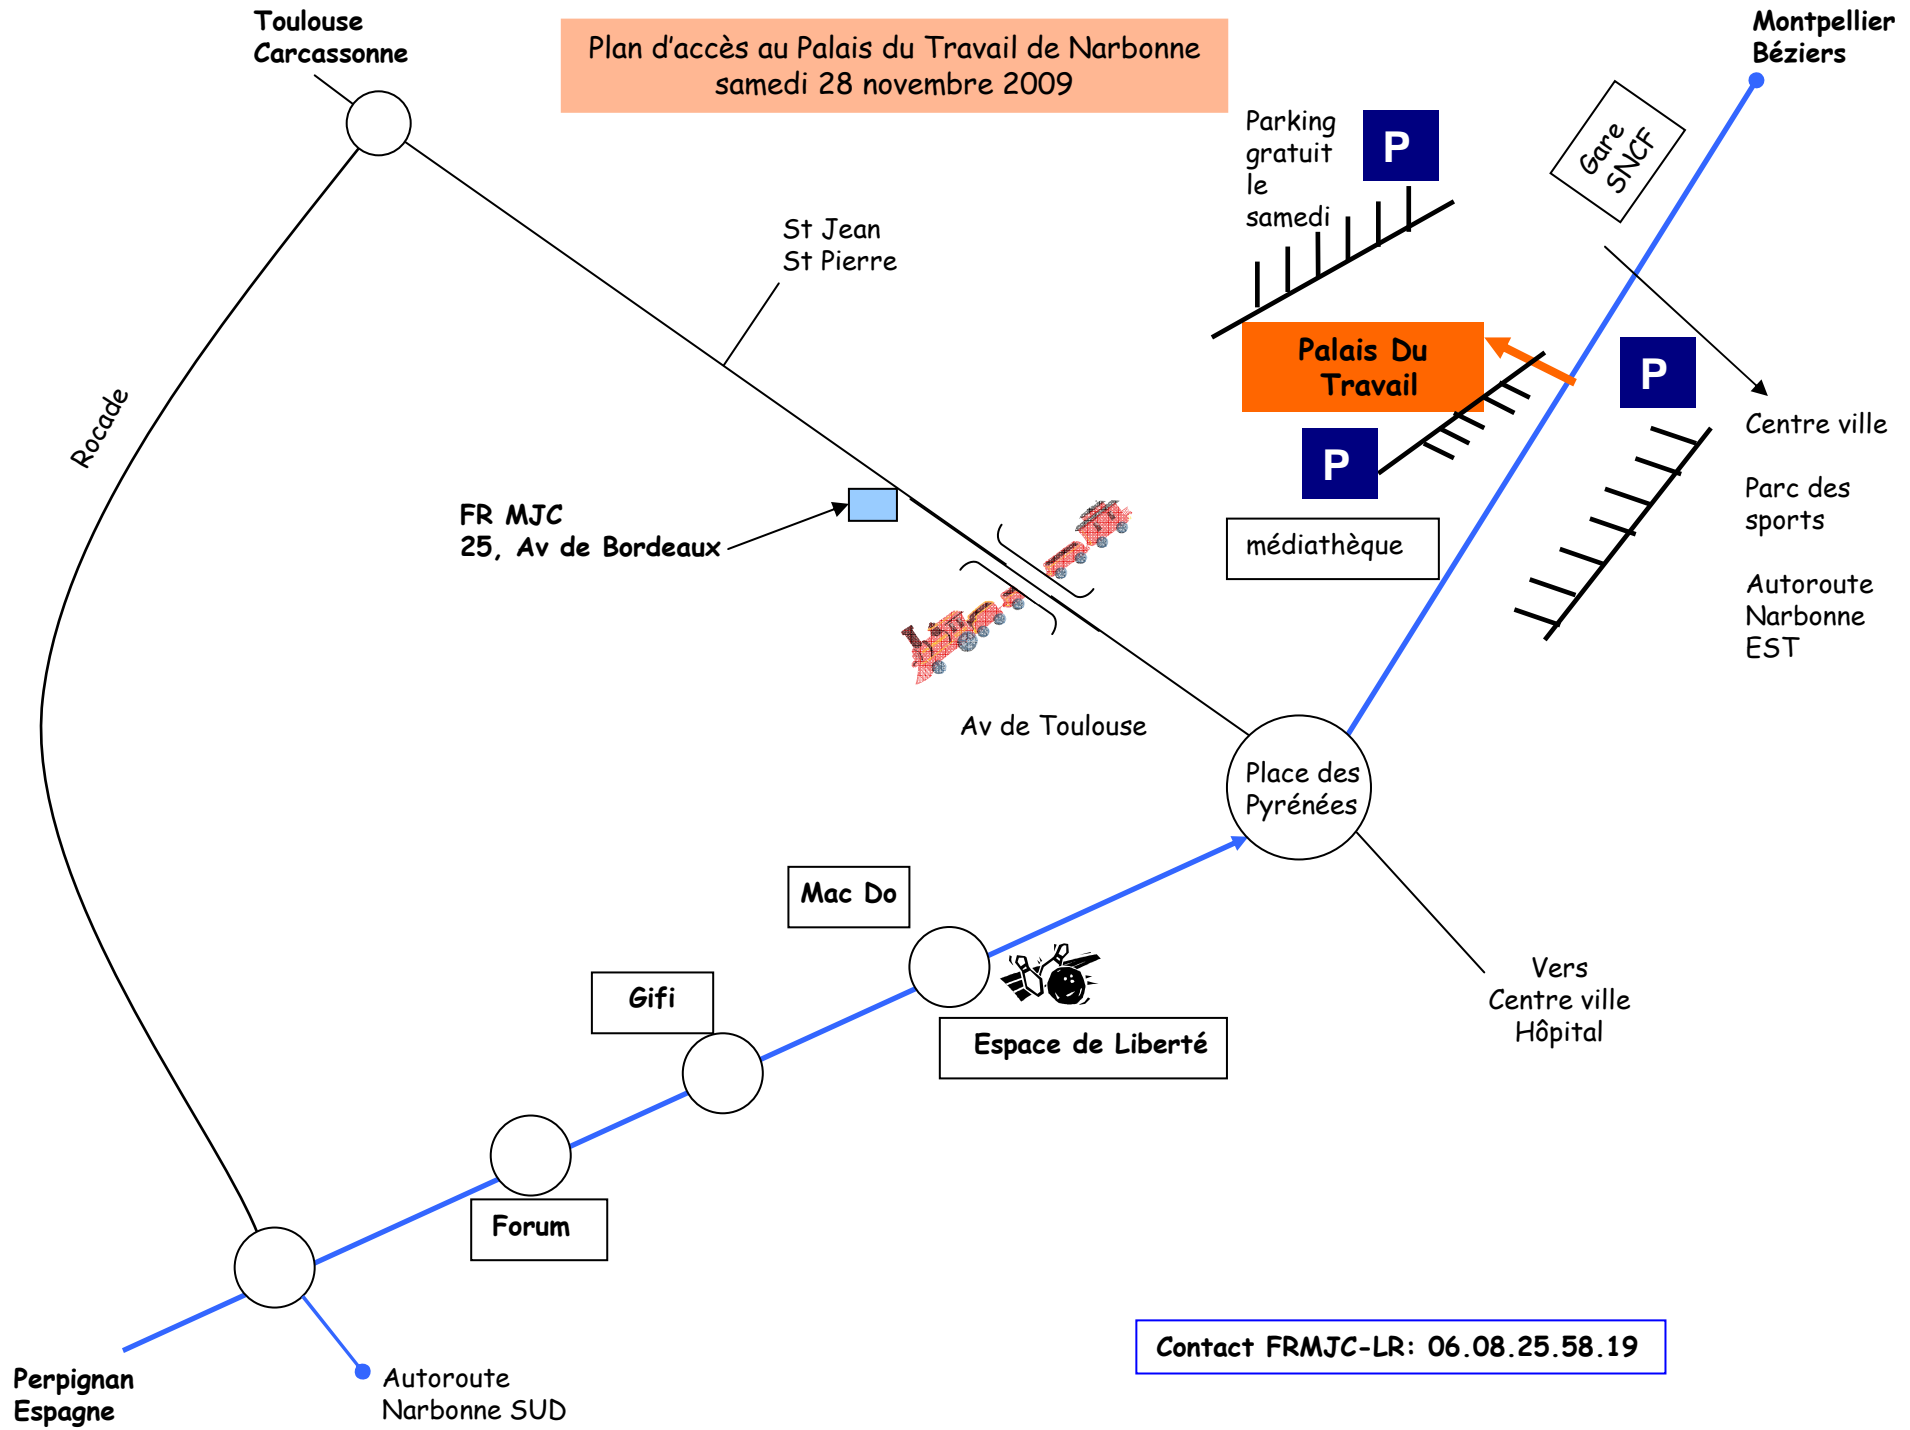 Toulouse
Carcassonne
Plan d’accès au Palais du Travail de Narbonne
samedi 28 novembre 2009
Montpellier
Béziers
Parking
gratuit
le
samedi
P
Gare
SNCF
St Jean
St Pierre
Palais Du
Travail
P
Rocade
Centre ville
Parc des
sports
Autoroute
Narbonne
EST
P
FR MJC
25, Av de Bordeaux
médiathèque
Av de Toulouse
Place des
Pyrénées
Mac Do
Gifi
Espace de Liberté
Vers
Centre ville
Hôpital
Forum
Contact FRMJC-LR: 06.08.25.58.19
Perpignan
Espagne
Autoroute
Narbonne SUD